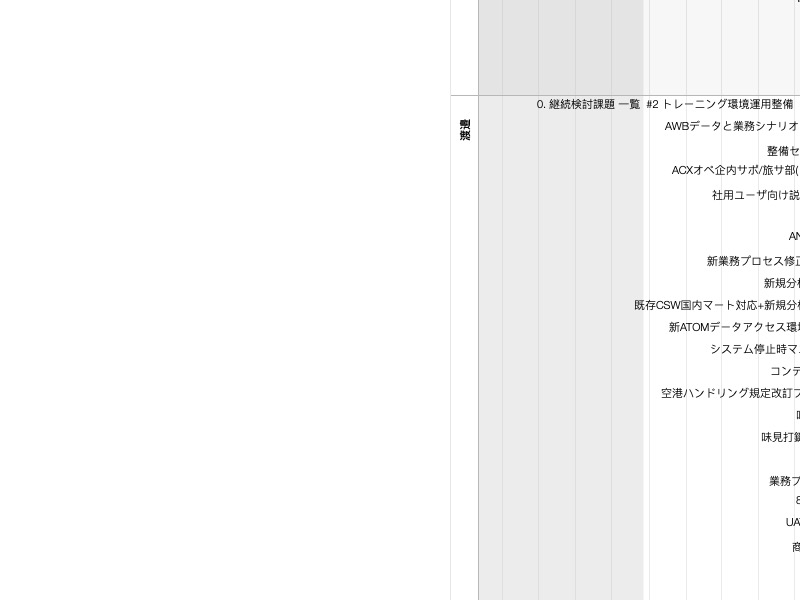 0. 継続検討課題 一覧 #2 トレーニング環境運用整備
AWBデータと業務シナリオ
整備セ
ACXオペ企内サポ/旅サ部(
社用ユーザ向け説
AN
新業務プロセス修正
新規分析
既存CSW国内マート対応+新規分析
新ATOMデータアクセス環境
システム停止時マ
コンテ
空港ハンドリング規定改訂フ
味見打鍵
業務プ
UA
商